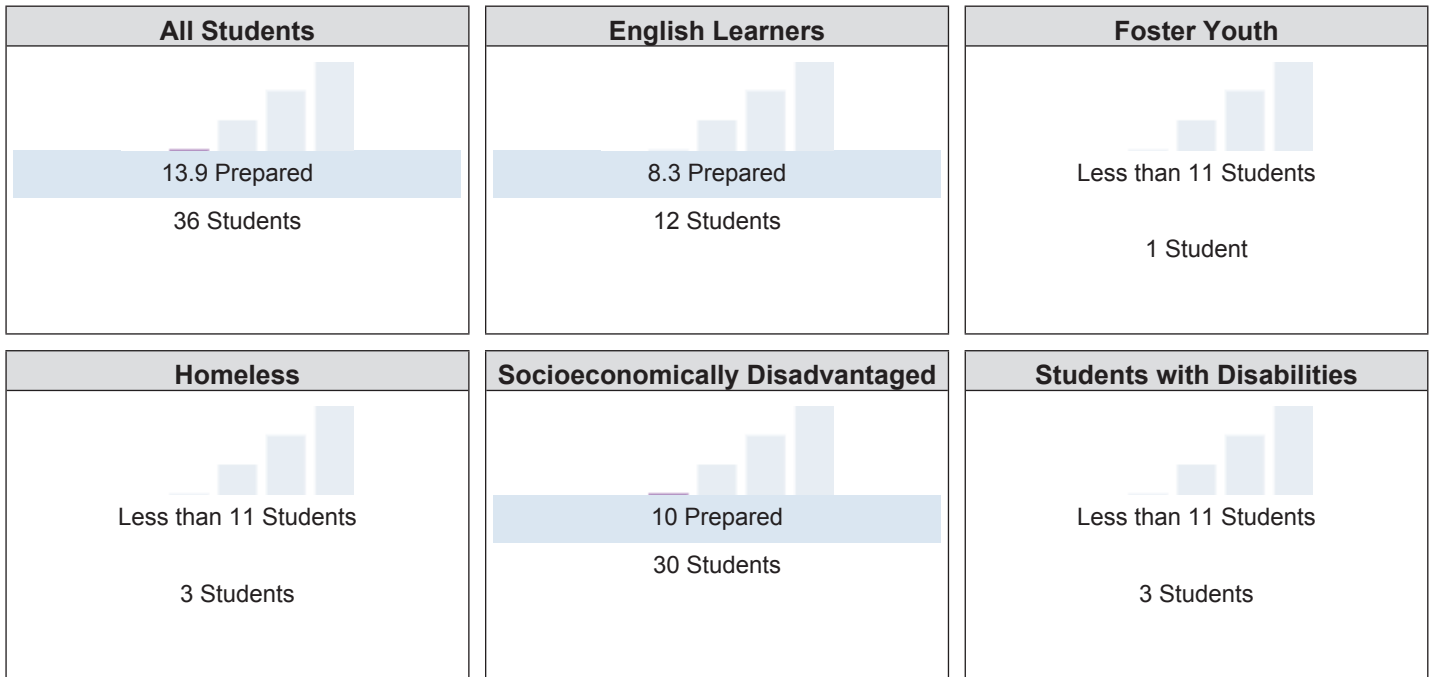 All Students
13.9 Prepared
36 Students
English Learners
8.3 Prepared
12 Students
Foster Youth
Less than 11 Students
1 Student
Homeless
Less than 11 Students
3 Students
Socioeconomically Disadvantaged
10 Prepared
30 Students
Students with Disabilities
Less than 11 Students
3 Students